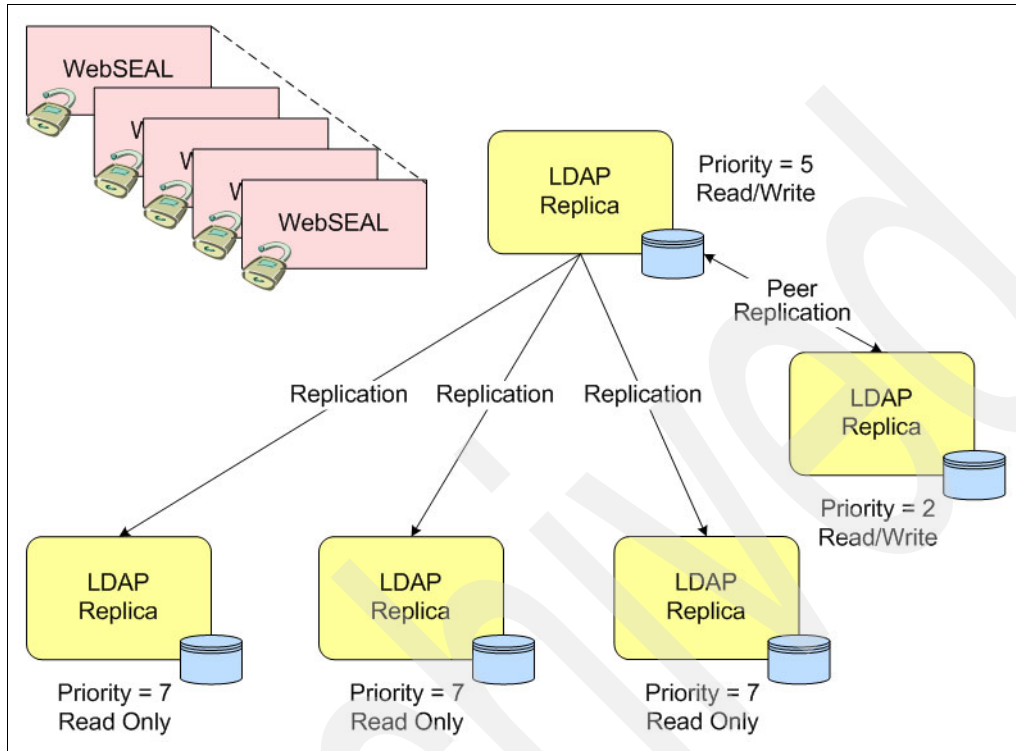 WebSEAL
W
W
W
WebSEAL
LDAP
Replica
Priority = 5
Read/Write
Peer
Replication
Replication
Replication
Replication
LDAP
Replica
Priority = 2
Read/Write
LDAP
Replica
Priority = 7
Read Only
LDAP
Replica
Priority = 7
Read Only
LDAP
Replica
Priority = 7
Read Only